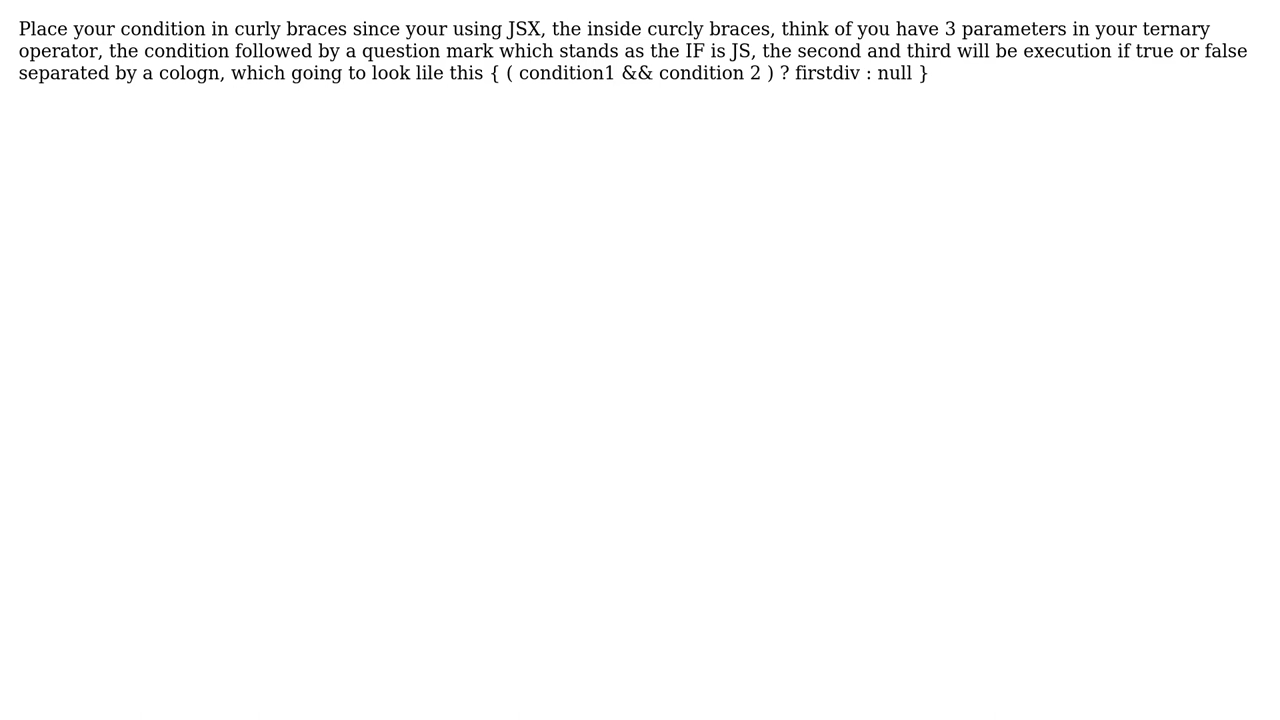 Place your condition in curly braces since your using JSX, the inside curcly braces, think of you have 3 parameters in your ternary
operator, the condition followed by a question mark which stands as the IF is JS, the second and third will be execution if true or false
separated by a cologn, which going to look lile this { ( condition1 && condition 2 ) ? firstdiv : null }